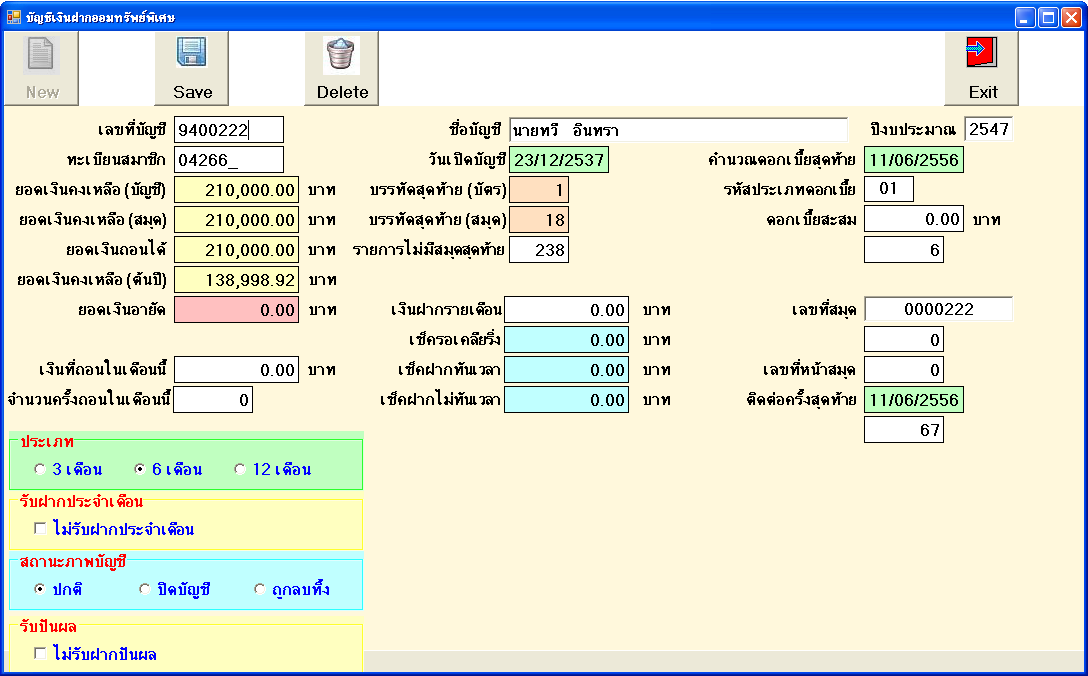 บัญชีเงินฝากออมทรัพย์พิเศษ
New Save Delete Exit
เลขที่บัญชี 9400222 ชื่อบัญชี นายทวี อินทรา ปีงบประมาณ 2547
ทะเบียนสมาชิก 04266_ วันเปิดบัญชี 23/12/2537 คำนวณดอกเบี้ยสุดท้าย 11/06/2556
ยอดเงินคงเหลือ (บัญชี) 210,000.00 บาท บรรทัดสุดท้าย (บัตร) 1 รหัสประเภทดอกเบี้ย 01
ยอดเงินคงเหลือ (สมุด) 210,000.00 บาท บรรทัดสุดท้าย (สมุด) 18 ดอกเบี้ยสะสม 0.00 บาท
ยอดเงินถอนได้ 210,000.00 บาท รายการไม่มีสมุดสุดท้าย 238 6
ยอดเงินคงเหลือ (ต้นปี) 138,998.92 บาท
ยอดเงินอายัด 0.00 บาท เงินฝากรายเดือน 0.00 บาท เลขที่สมุด 0000222
เช็ครอเคลียริ่ง 0.00 บาท 0
เงินที่ถอนในเดือนนี้ 0.00 บาท เช็คฝากทันเวลา 0.00 บาท เลขที่หน้าสมุด 0
จำนวนครั้งถอนในเดือนนี้ 0 เช็คฝากไม่ทันเวลา 0.00 บาท ติดต่อครั้งสุดท้าย 11/06/2556
67
ประเภท
3 เดือน 6 เดือน 12 เดือน
รับฝากประจำเดือน
ไม่รับฝากประจำเดือน
สถานะภาพบัญชี
ปกติ ปิดบัญชี ถูกลบทิ้ง
รับปันผล
ไม่รับฝากปันผล